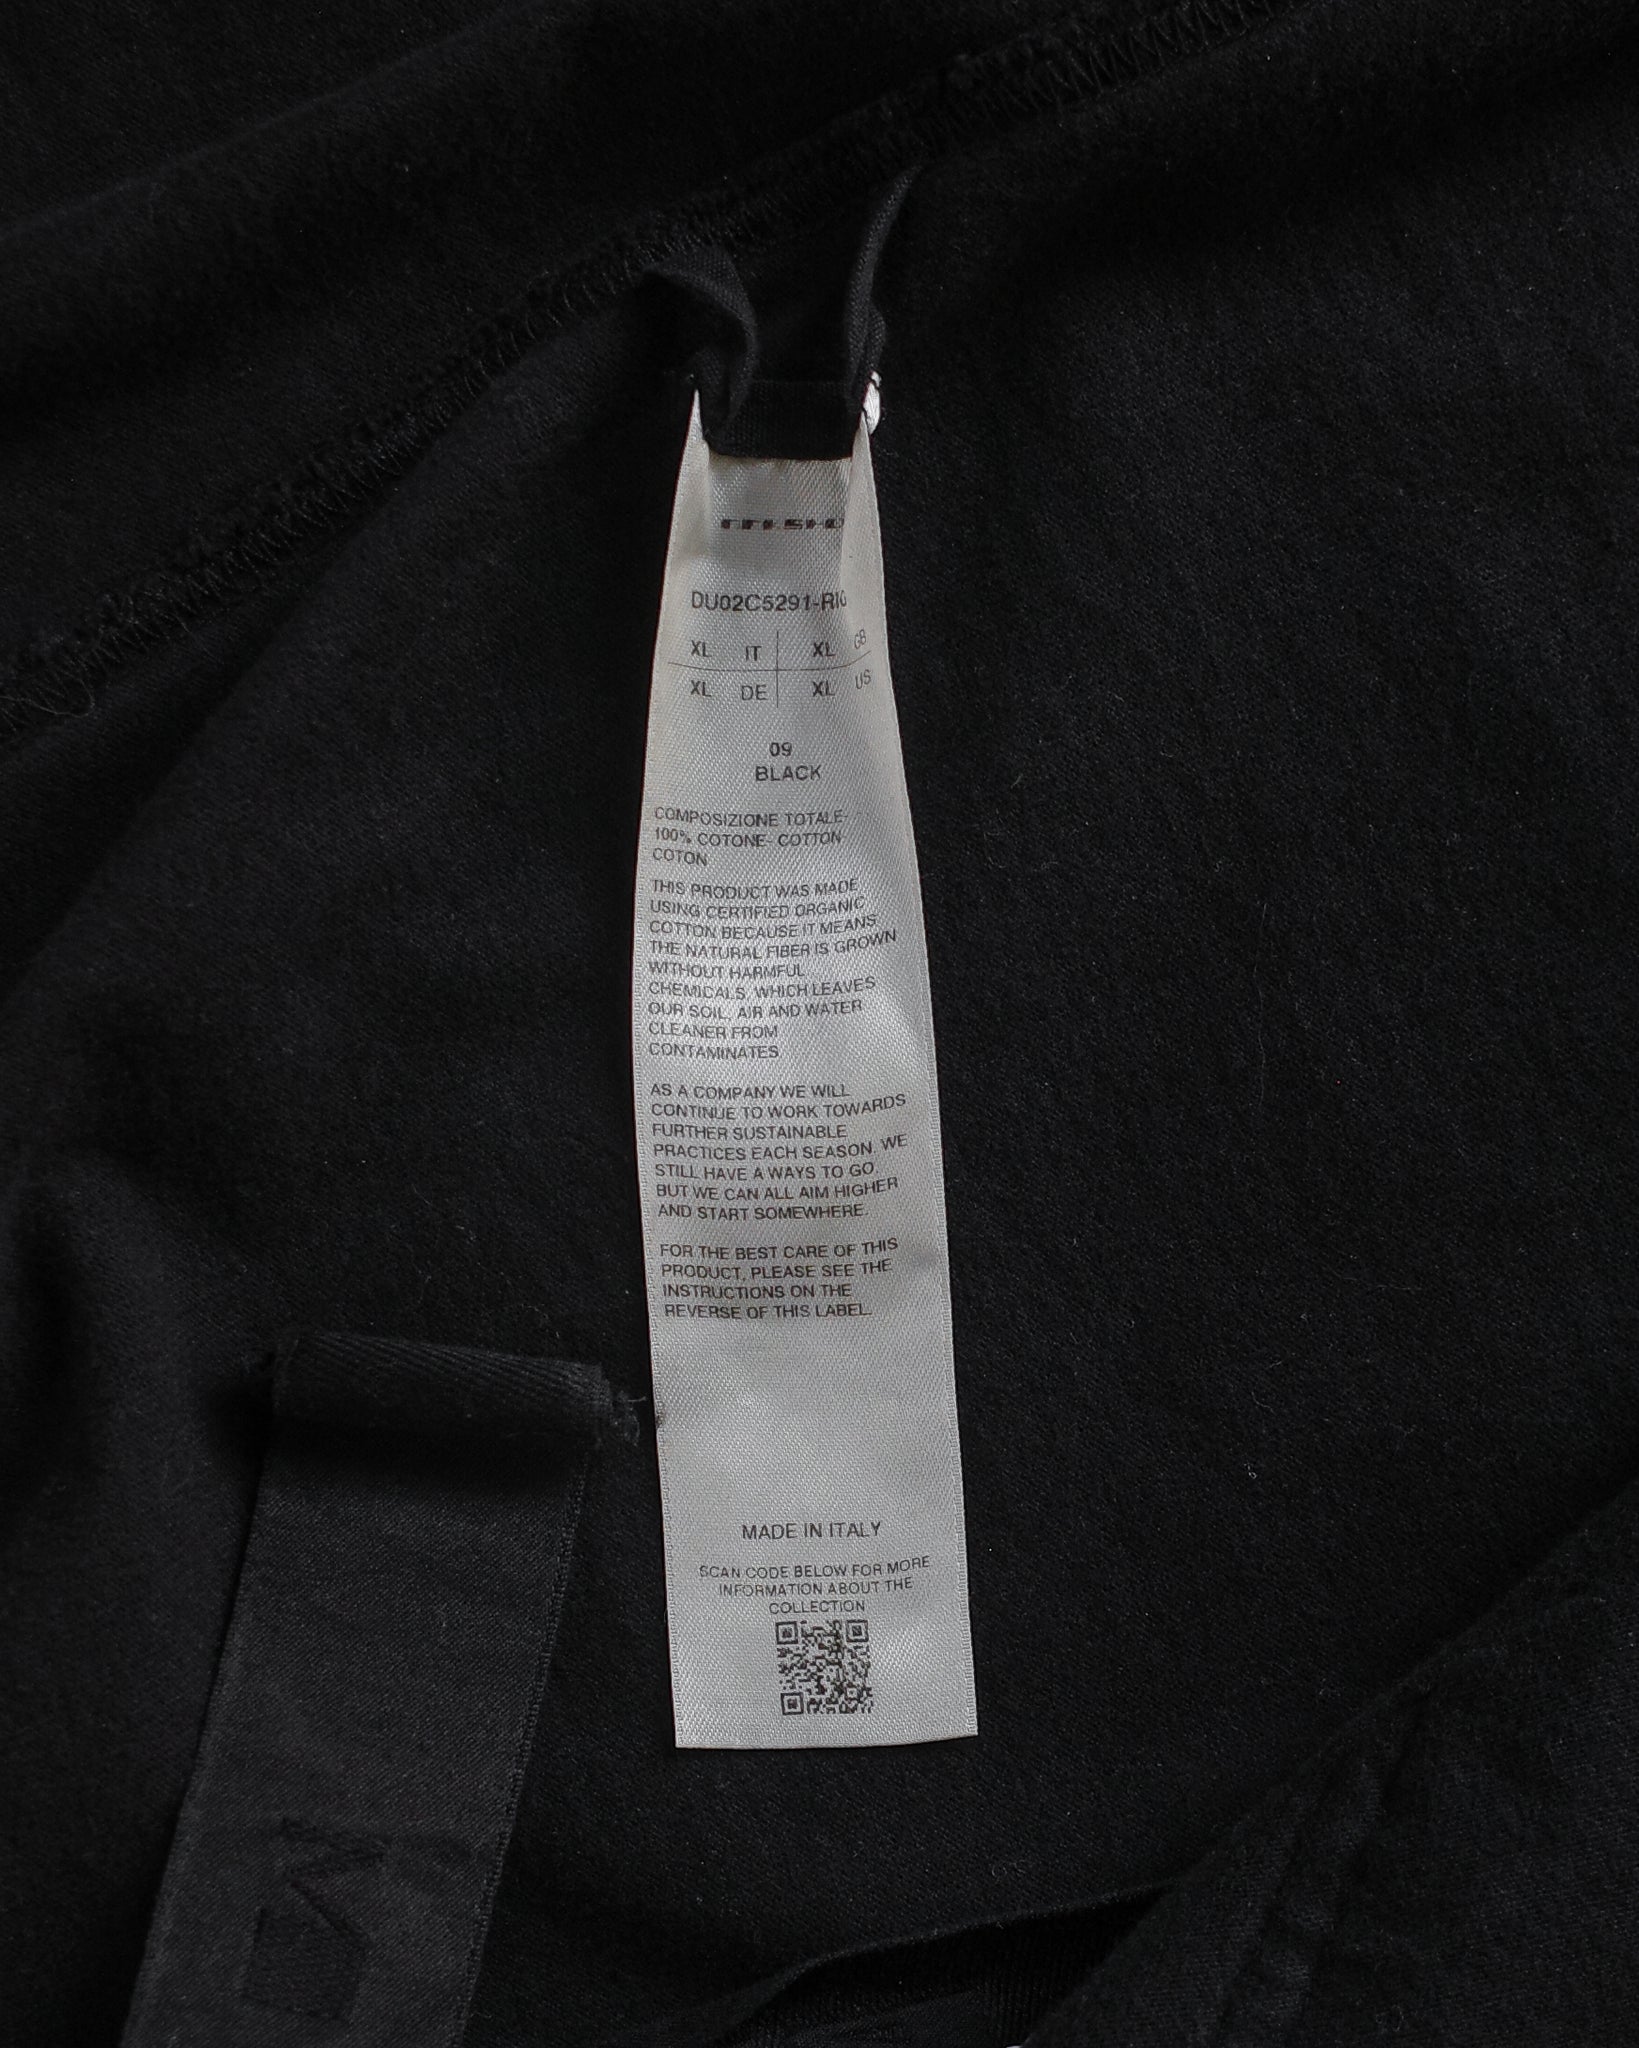 DU02C5291-RIG
XL IT XL GB
XL DE XL US
09
BLACK
COMPOSIZIONE TOTALE-
100% COTONE- COTTON
COTON
THIS PRODUCT WAS MADE
USING CERTIFIED ORGANIC
COTTON BECAUSE IT MEANS
THE NATURAL FIBER IS GROWN
WITHOUT HARMFUL
CHEMICALS, WHICH LEAVES
OUR SOIL, AIR AND WATER
CLEANER FROM
CONTAMINATES.
AS A COMPANY WE WILL
CONTINUE TO WORK TOWARDS
FURTHER SUSTAINABLE
PRACTICES EACH SEASON. WE
STILL HAVE A WAYS TO GO,
BUT WE CAN ALL AIM HIGHER
AND START SOMEWHERE.
FOR THE BEST CARE OF THIS
PRODUCT, PLEASE SEE THE
INSTRUCTIONS ON THE
REVERSE OF THIS LABEL.
MADE IN ITALY
SCAN CODE BELOW FOR MORE
INFORMATION ABOUT THE
COLLECTION